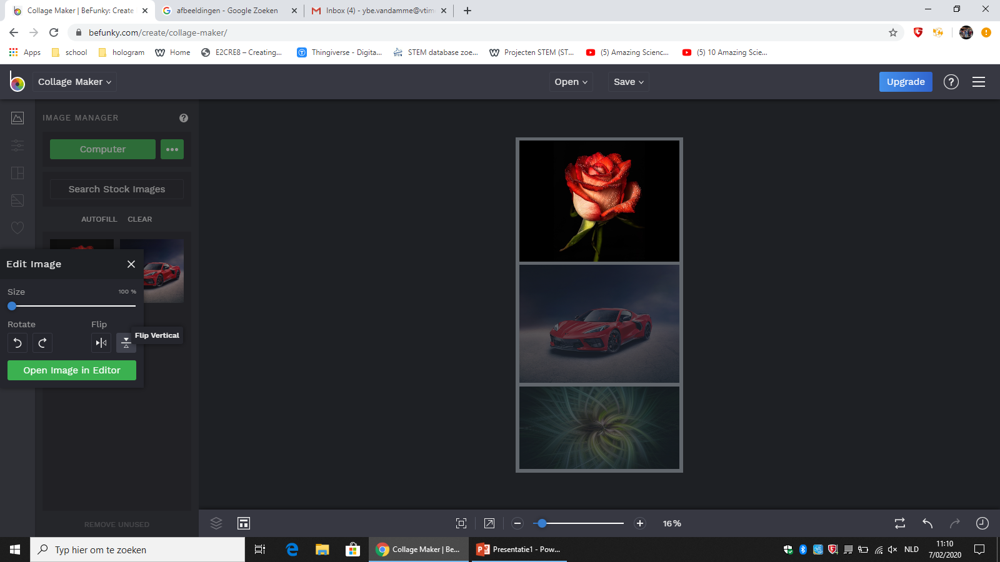 Collage Maker | BeFunky: Create
afbeeldingen - Google Zoeken
Inbox (4) - ybe.vandamme@vtim
befunky.com/create/collage-maker/
Apps school hologram Home E2CRE8 – Creating... Thingiverse - Digita... STEM database zoe... Projecten STEM (ST... (5) Amazing Scienc... (5) 10 Amazing Scie...
Collage Maker Open Save Upgrade ?
IMAGE MANAGER ?
Computer
Search Stock Images
AUTOFILL CLEAR
Edit Image
Size 100 %
Rotate Flip
Flip Vertical
Open Image in Editor
REMOVE UNUSED
16%
Typ hier om te zoeken
Collage Maker | Be...
Presentatie1 - Pow...
NLD
11:10
7/02/2020